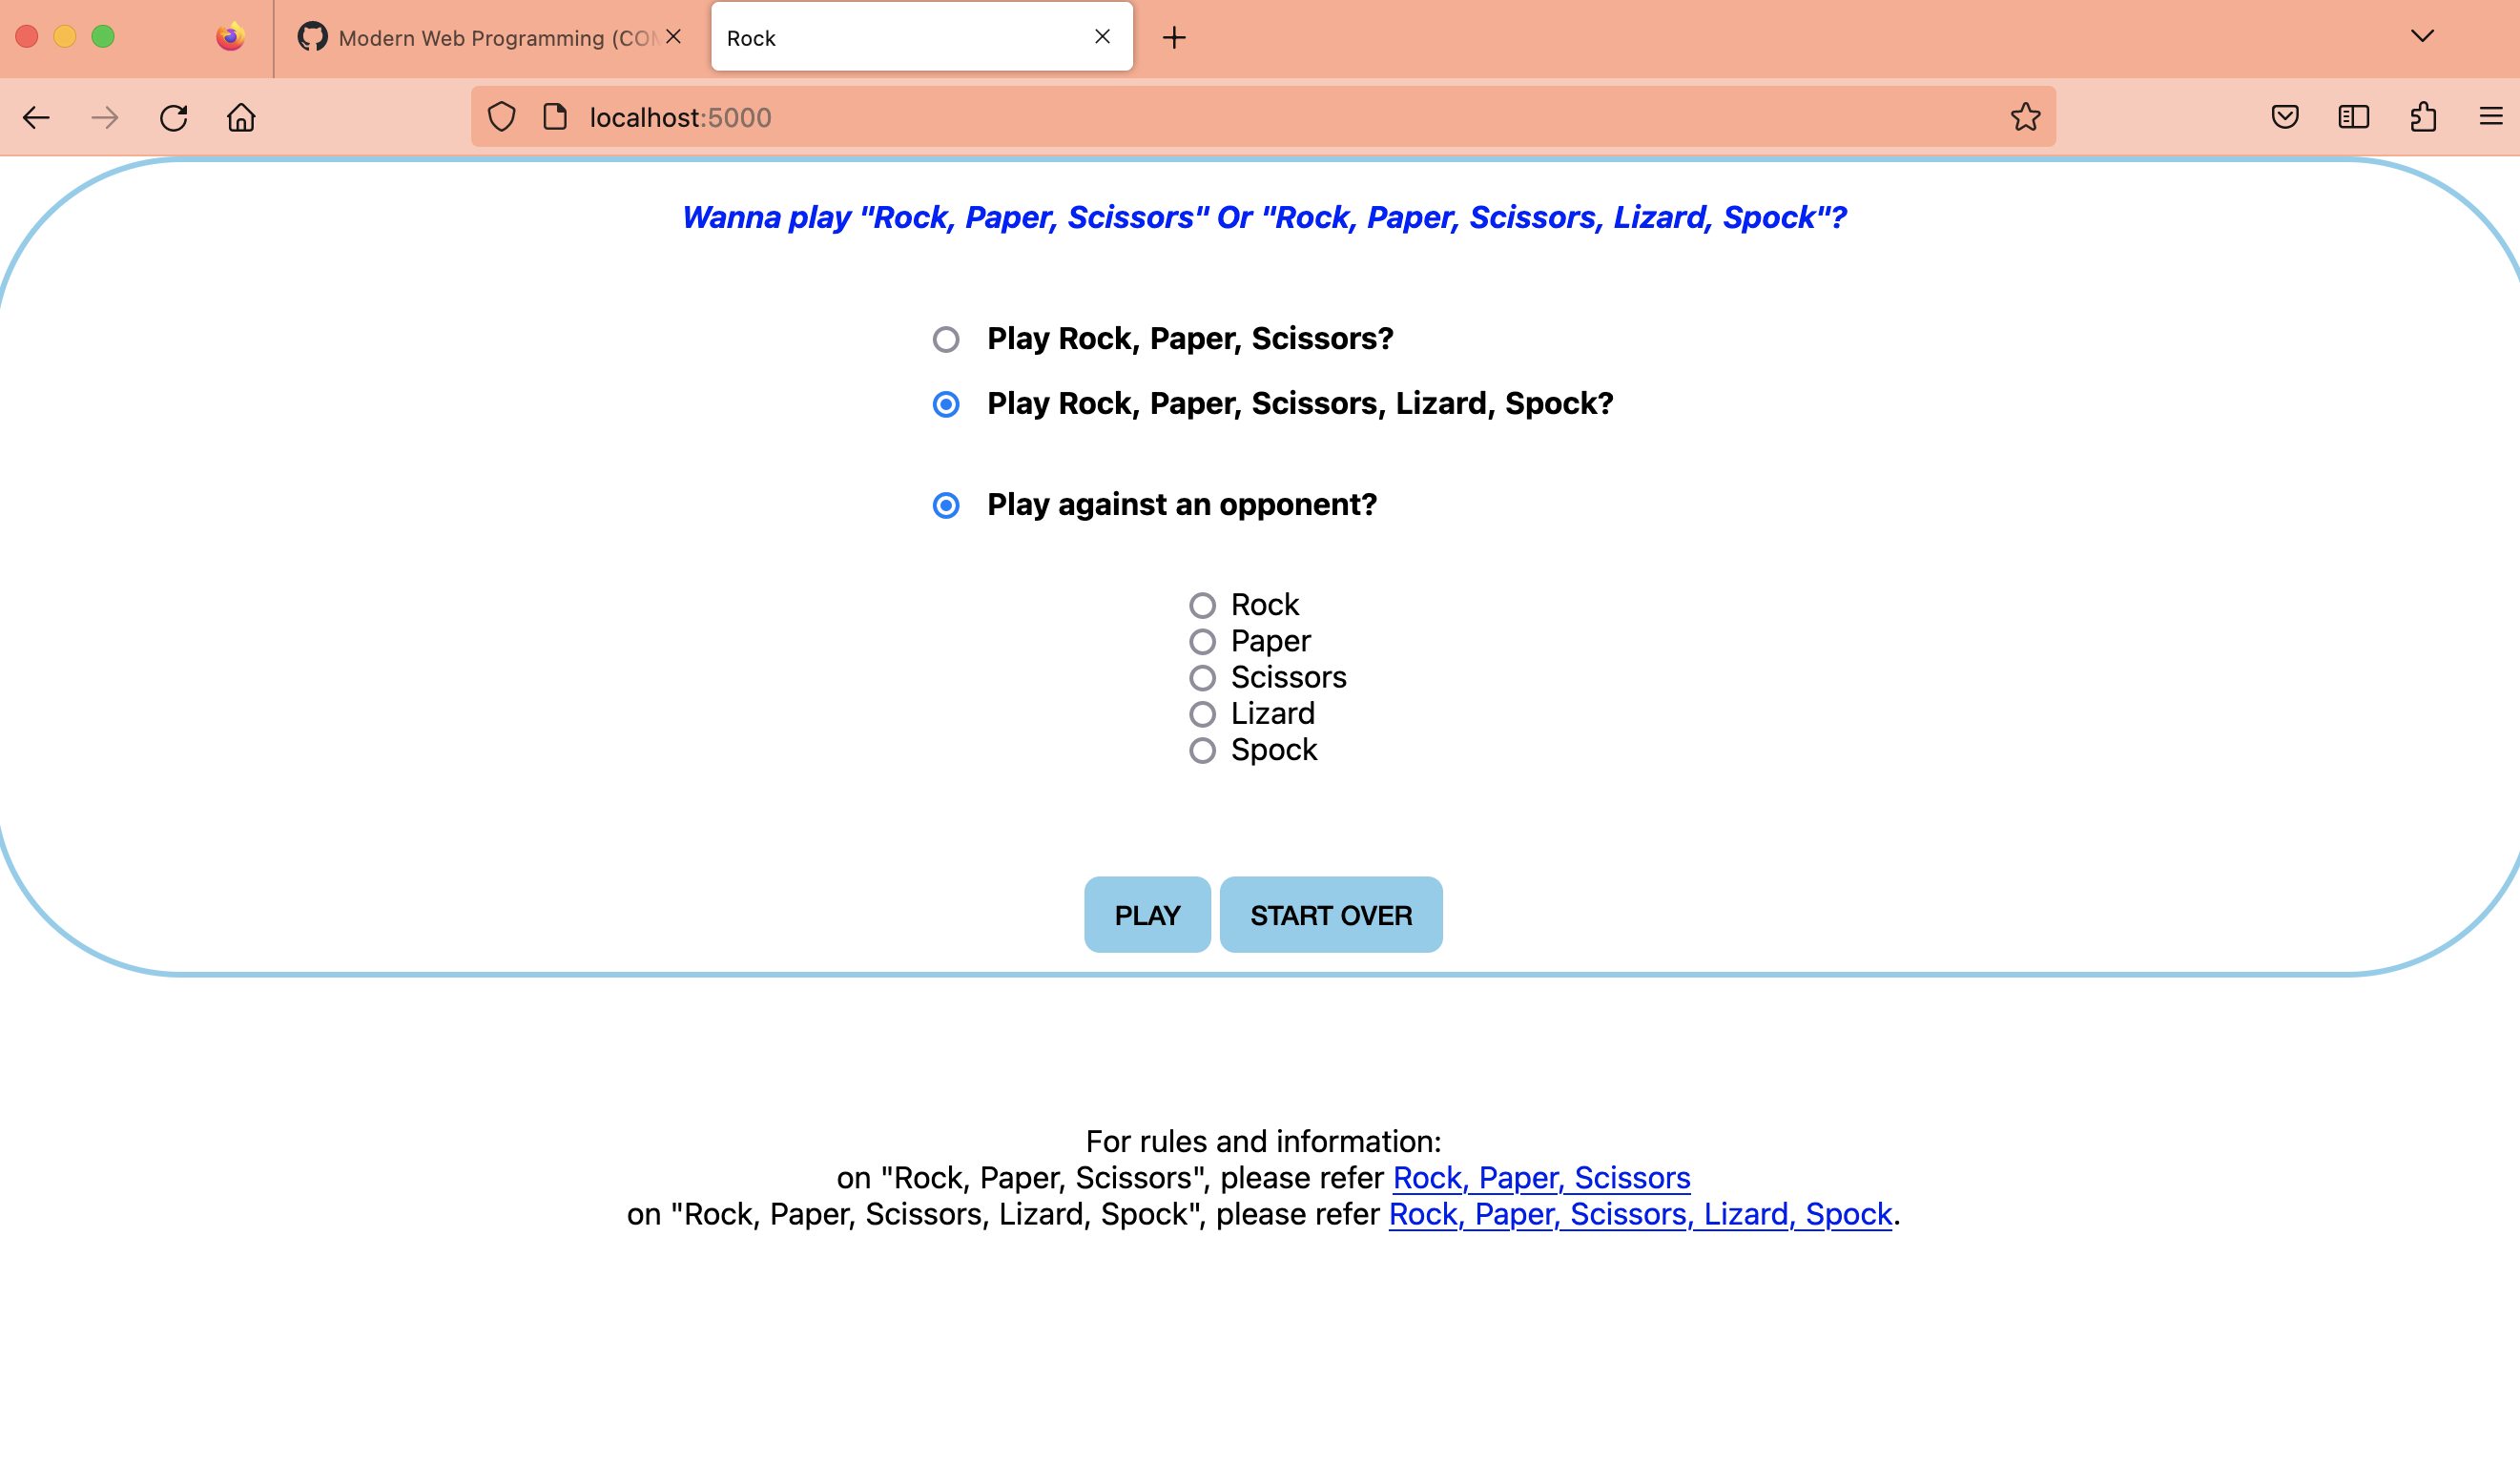 Modern Web Programming (COM
Rock
localhost:5000
Wanna play "Rock, Paper, Scissors" Or "Rock, Paper, Scissors, Lizard, Spock"?
Play Rock, Paper, Scissors?
Play Rock, Paper, Scissors, Lizard, Spock?
Play against an opponent?
Rock
Paper
Scissors
Lizard
Spock
PLAY START OVER
For rules and information:
on "Rock, Paper, Scissors", please refer Rock, Paper, Scissors
on "Rock, Paper, Scissors, Lizard, Spock", please refer Rock, Paper, Scissors, Lizard, Spock.